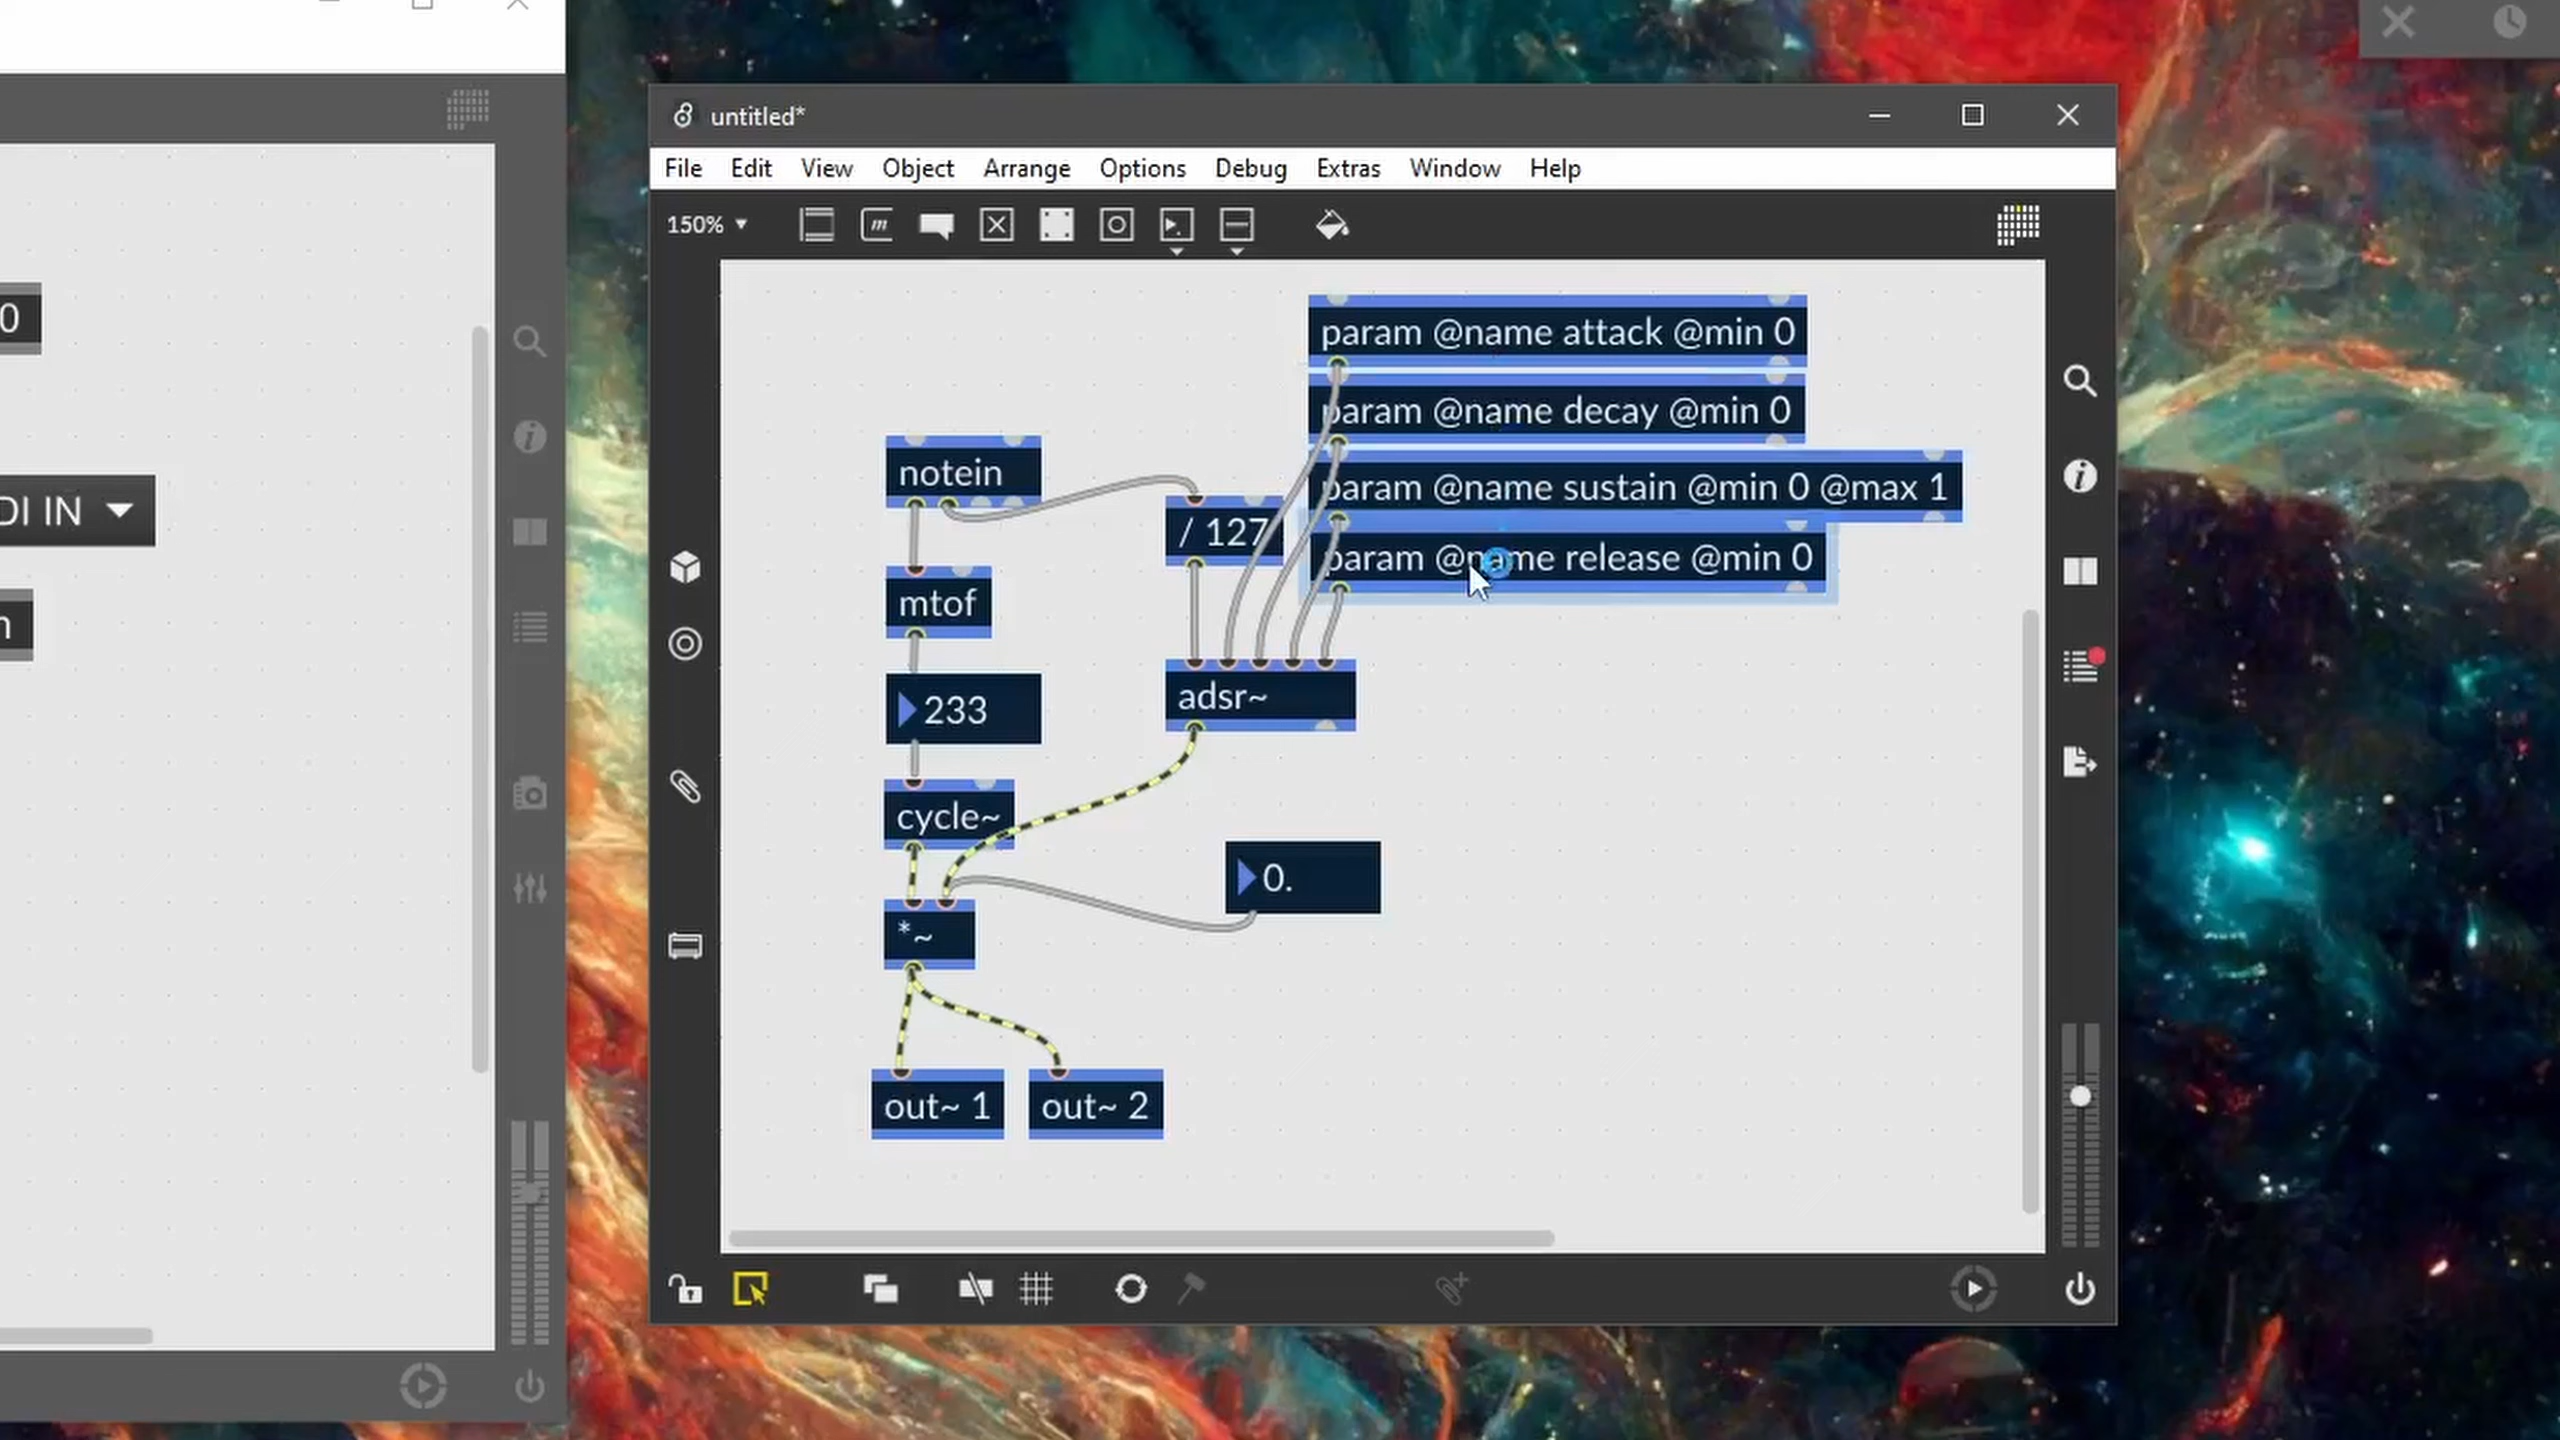 untitled*
File Edit View Object Arrange Options Debug Extras Window Help
150%
0
DI IN
n
param @name attack @min 0
param @name decay @min 0
param @name sustain @min 0 @max 1
param @name release @min 0
notein
/ 127
mtof
adsr~
233
cycle~
0.
*~
out~ 1
out~ 2